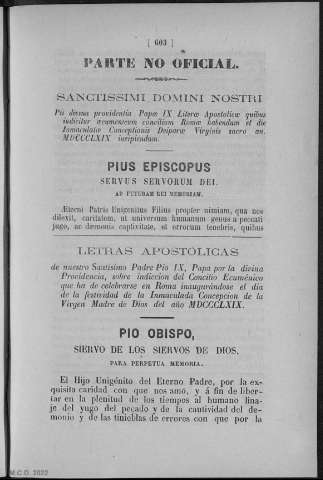 [ 603 ]
PARTE NO OFICIAL.
SANCTISSIMI DOMINI NOSTRI
Pii divina providentia Papæ IX Literæ Apostolicæ quibus
indicitur œcumenicum concilium Romæ habendum et die
Immaculatæ Conceptionis Deiparæ Virginis sacro an.
MDCCCLXIX incipiendum.
PIUS EPISCOPUS
SERVUS SERVORUM DEI.
AD FUTURAM REI MEMORIAM.
Æterni Patris Unigenitus Filius propter nimiam, qua nos
dilexit, caritatem, ut universum humanum genus a peccati
jugo, ac demonis captivitate, et errorum tenebris, quibus
LETRAS APOSTÓLICAS
de nuestro Santísimo Padre Pio IX, Papa por la divina
Providencia, sobre indiccion del Concilio Ecuménico
que ha de celebrarse en Roma inaugurándose el dia
de la festividad de la Inmaculada Concepcion de la
Vírgen Madre de Dios del año MDCCCLXIX.
PIO OBISPO,
SIERVO DE LOS SIERVOS DE DIOS,
PARA PERPETUA MEMORIA.
El Hijo Unigénito del Eterno Padre, por la ex-
quisita caridad con que nos amó, y á fin de liber-
tar en la plenitud de los tiempos al humano lina-
je del yugo del pecado y de la cautividad del de-
monio y de las tinieblas de errores con que por la
M.C.D. 2022